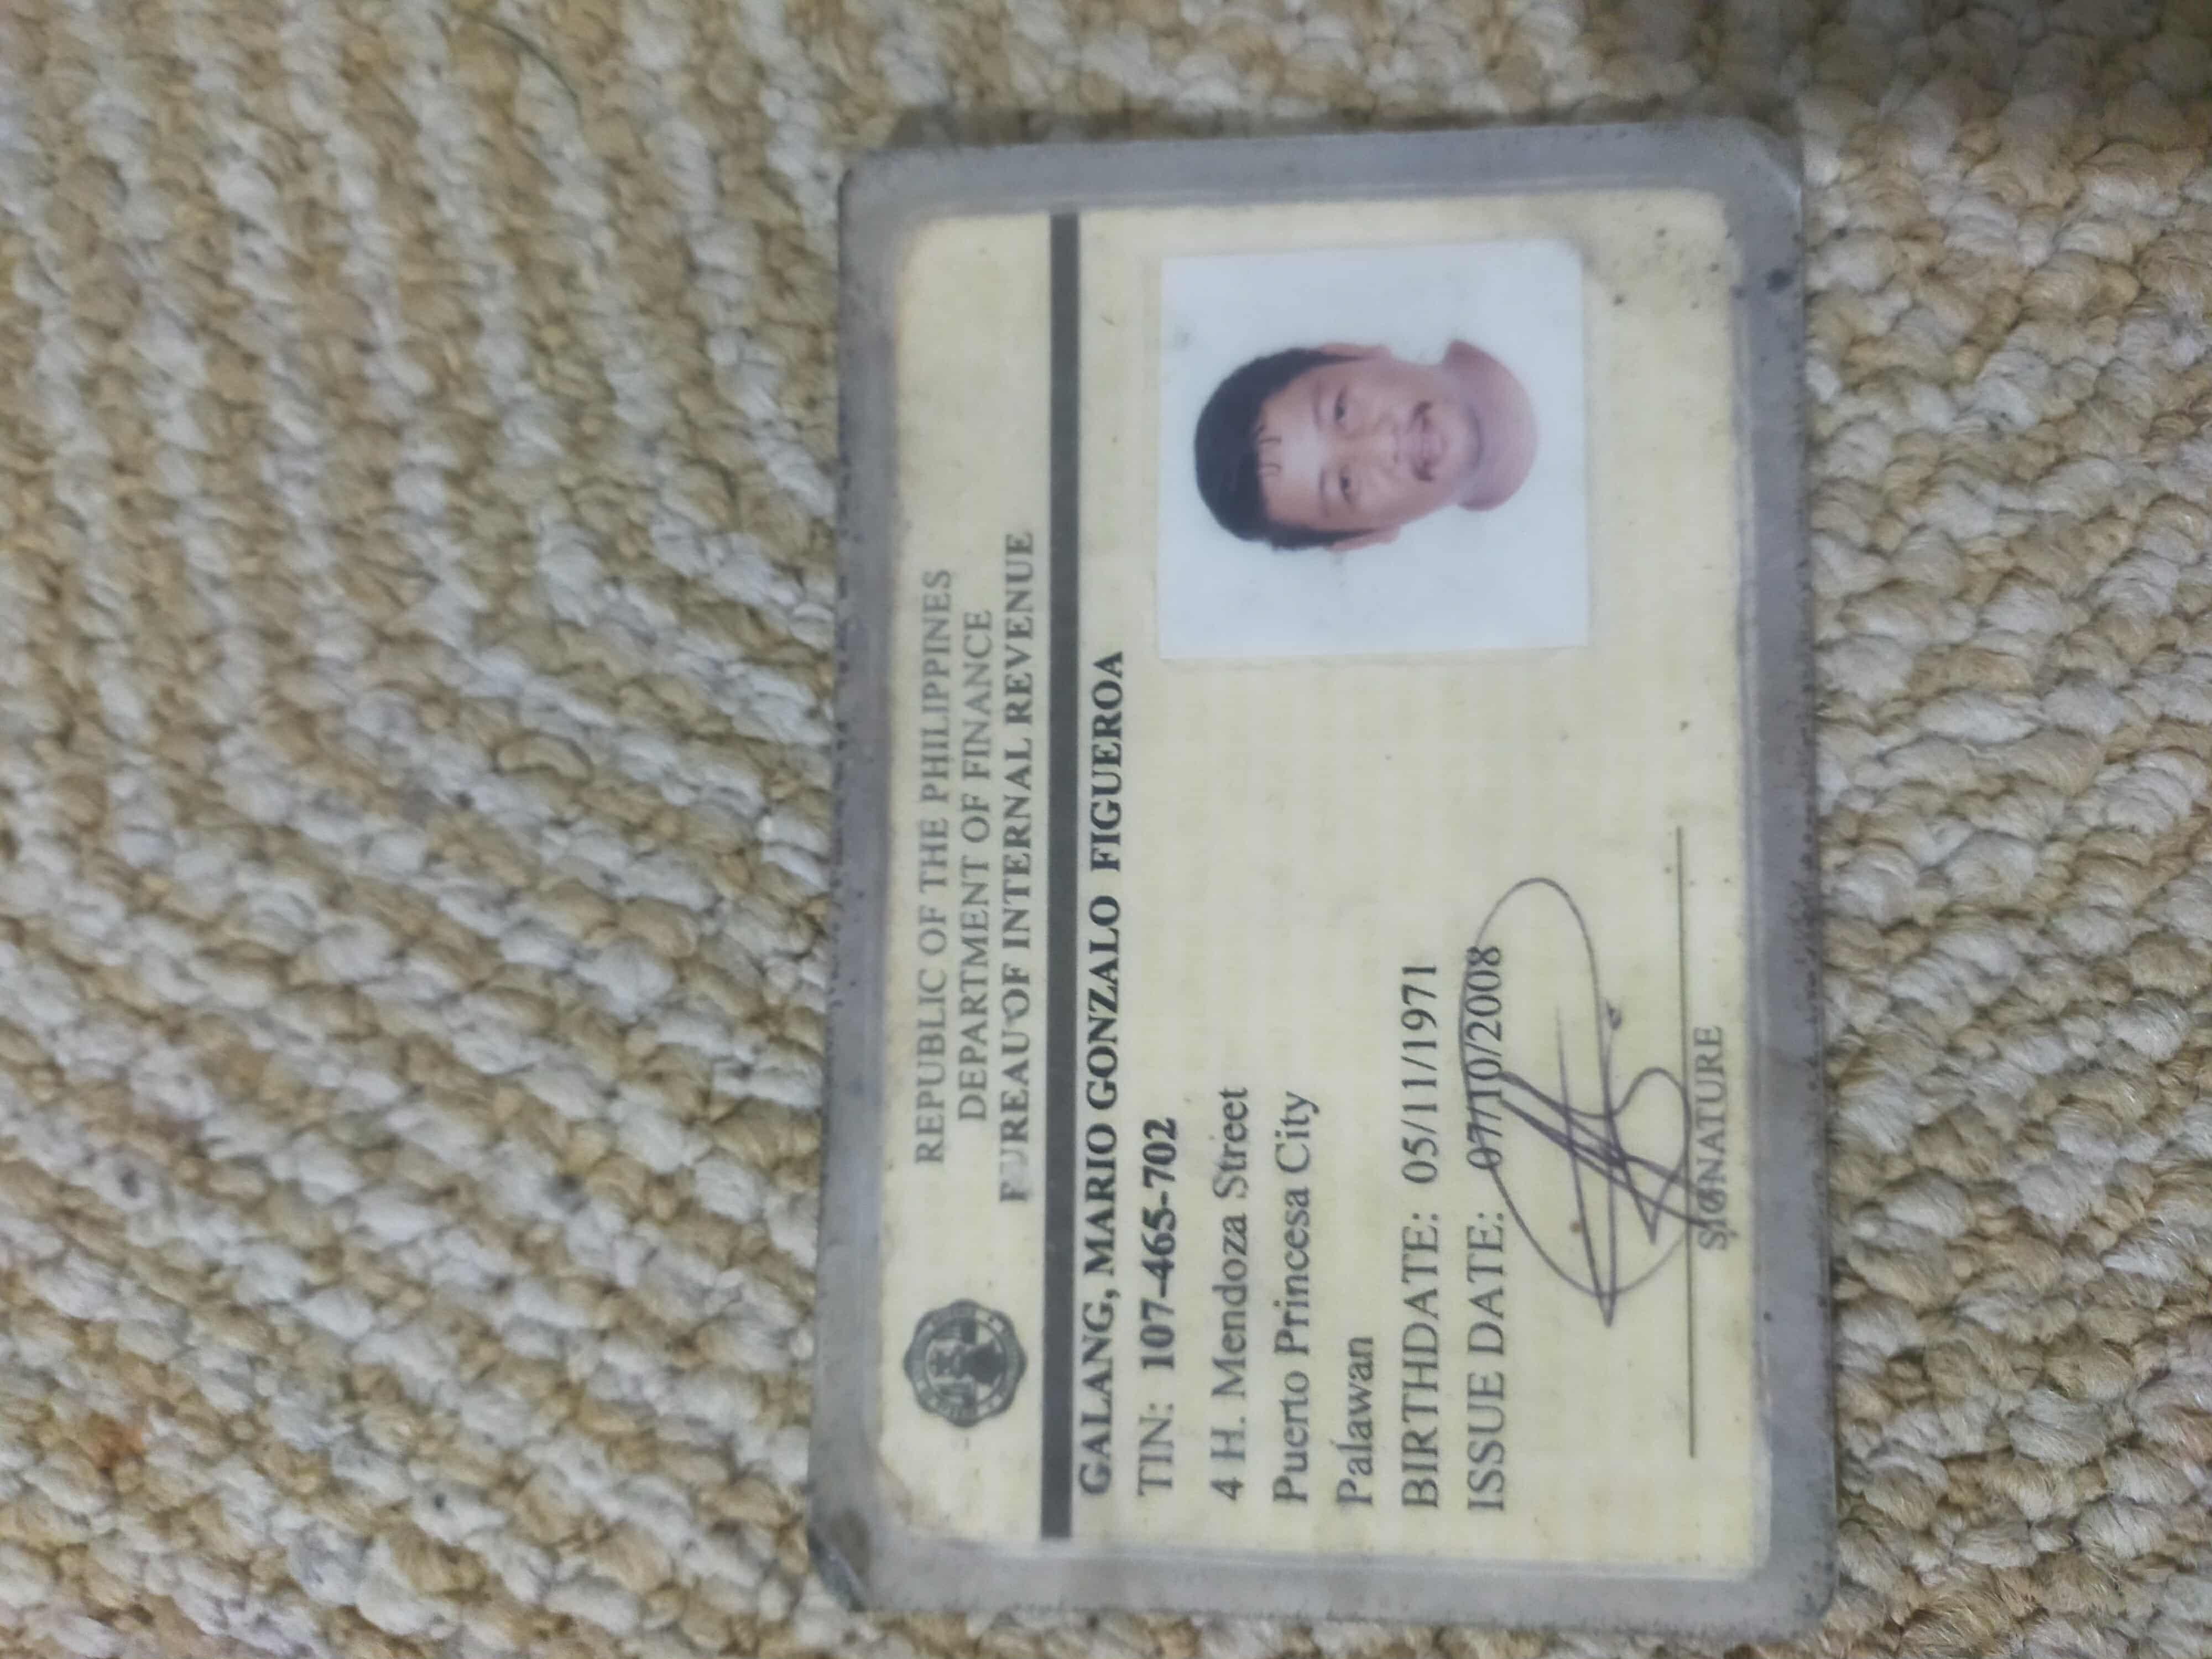 REPUBLIC OF THE PHILIPPINES
DEPARTMENT OF FINANCE
BUREAU OF INTERNAL REVENUE
GALANG, MARIO GONZALO FIGUEROA
TIN: 107-465-702
4 H. Mendoza Street
Puerto Princesa City
Palawan
BIRTHDATE: 05/11/1971
ISSUE DATE: 07/10/2008
SIGNATURE